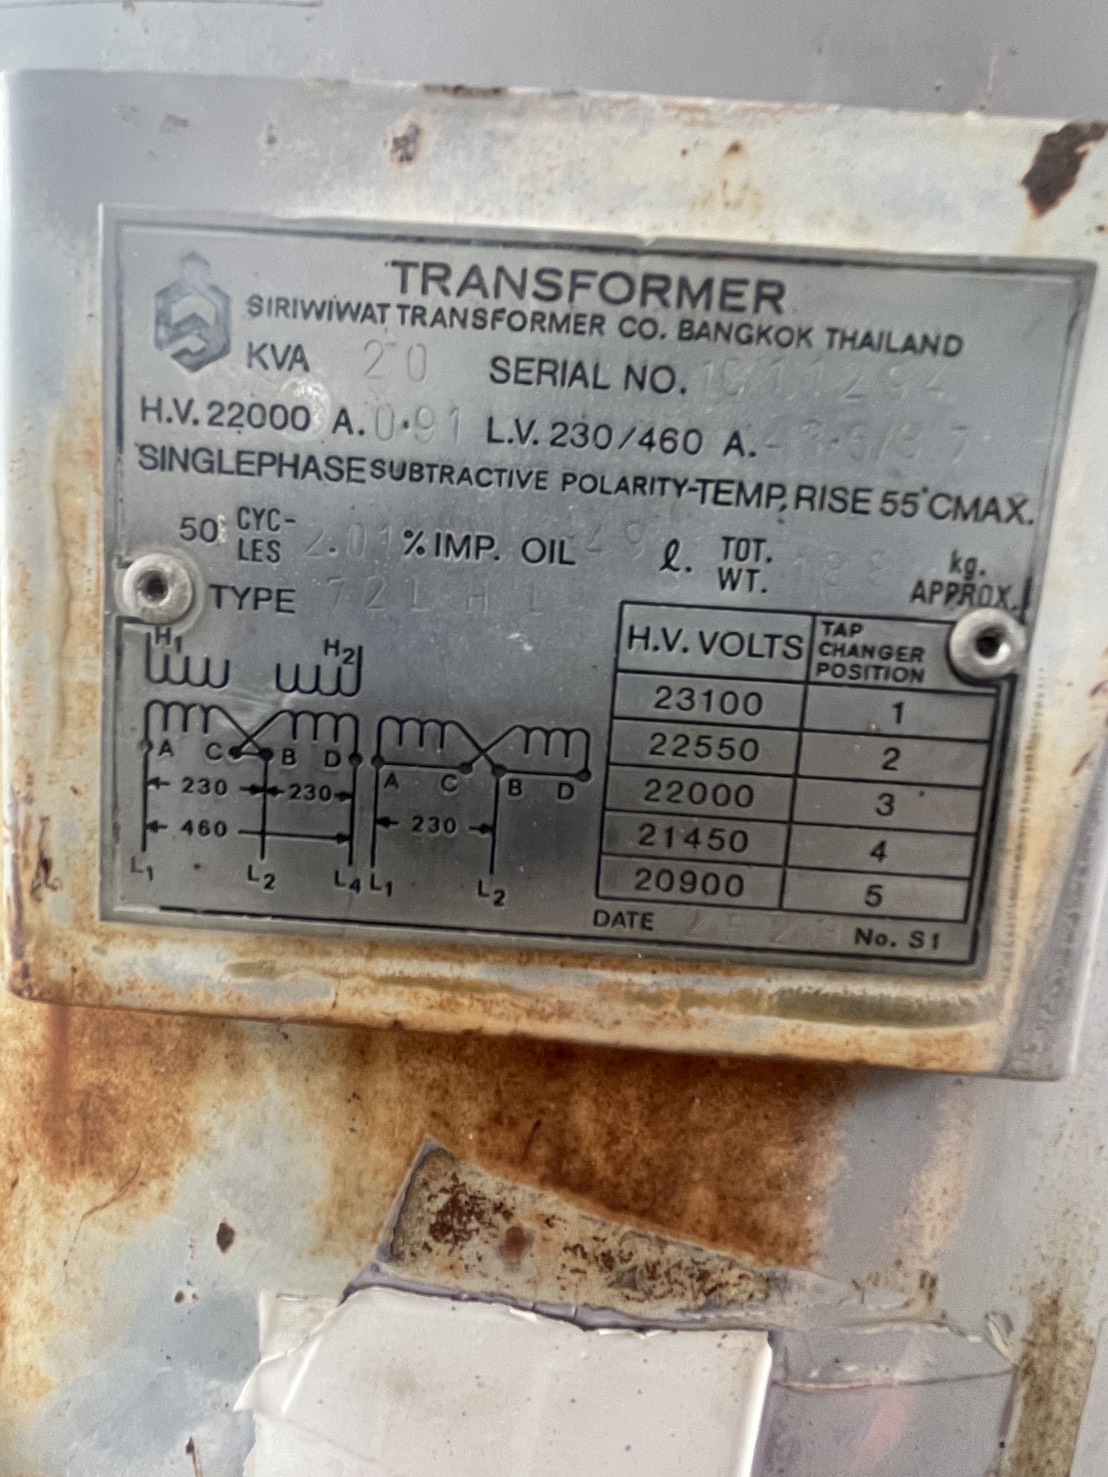 TRANSFORMER
SIRIWIWAT TRANSFORMER CO. BANGKOK THAILAND
KVA 20 SERIAL NO.
H.V. 22000 A. 0.91 L.V. 230/460 A.
SINGLEPHASE SUBTRACTIVE POLARITY-TEMP. RISE 55°C MAX.
50 CYC-
LES 2.01 % IMP. OIL 49 ℓ. TOT.
WT. kg.
APPROX.
TYPE
H1 H2
A C B D A C B D
230 230
460 230
L1 L2 L4 L1 L2
H.V. VOLTS TAP
CHANGER
POSITION
23100 1
22550 2
22000 3
21450 4
20900 5
DATE No. S1